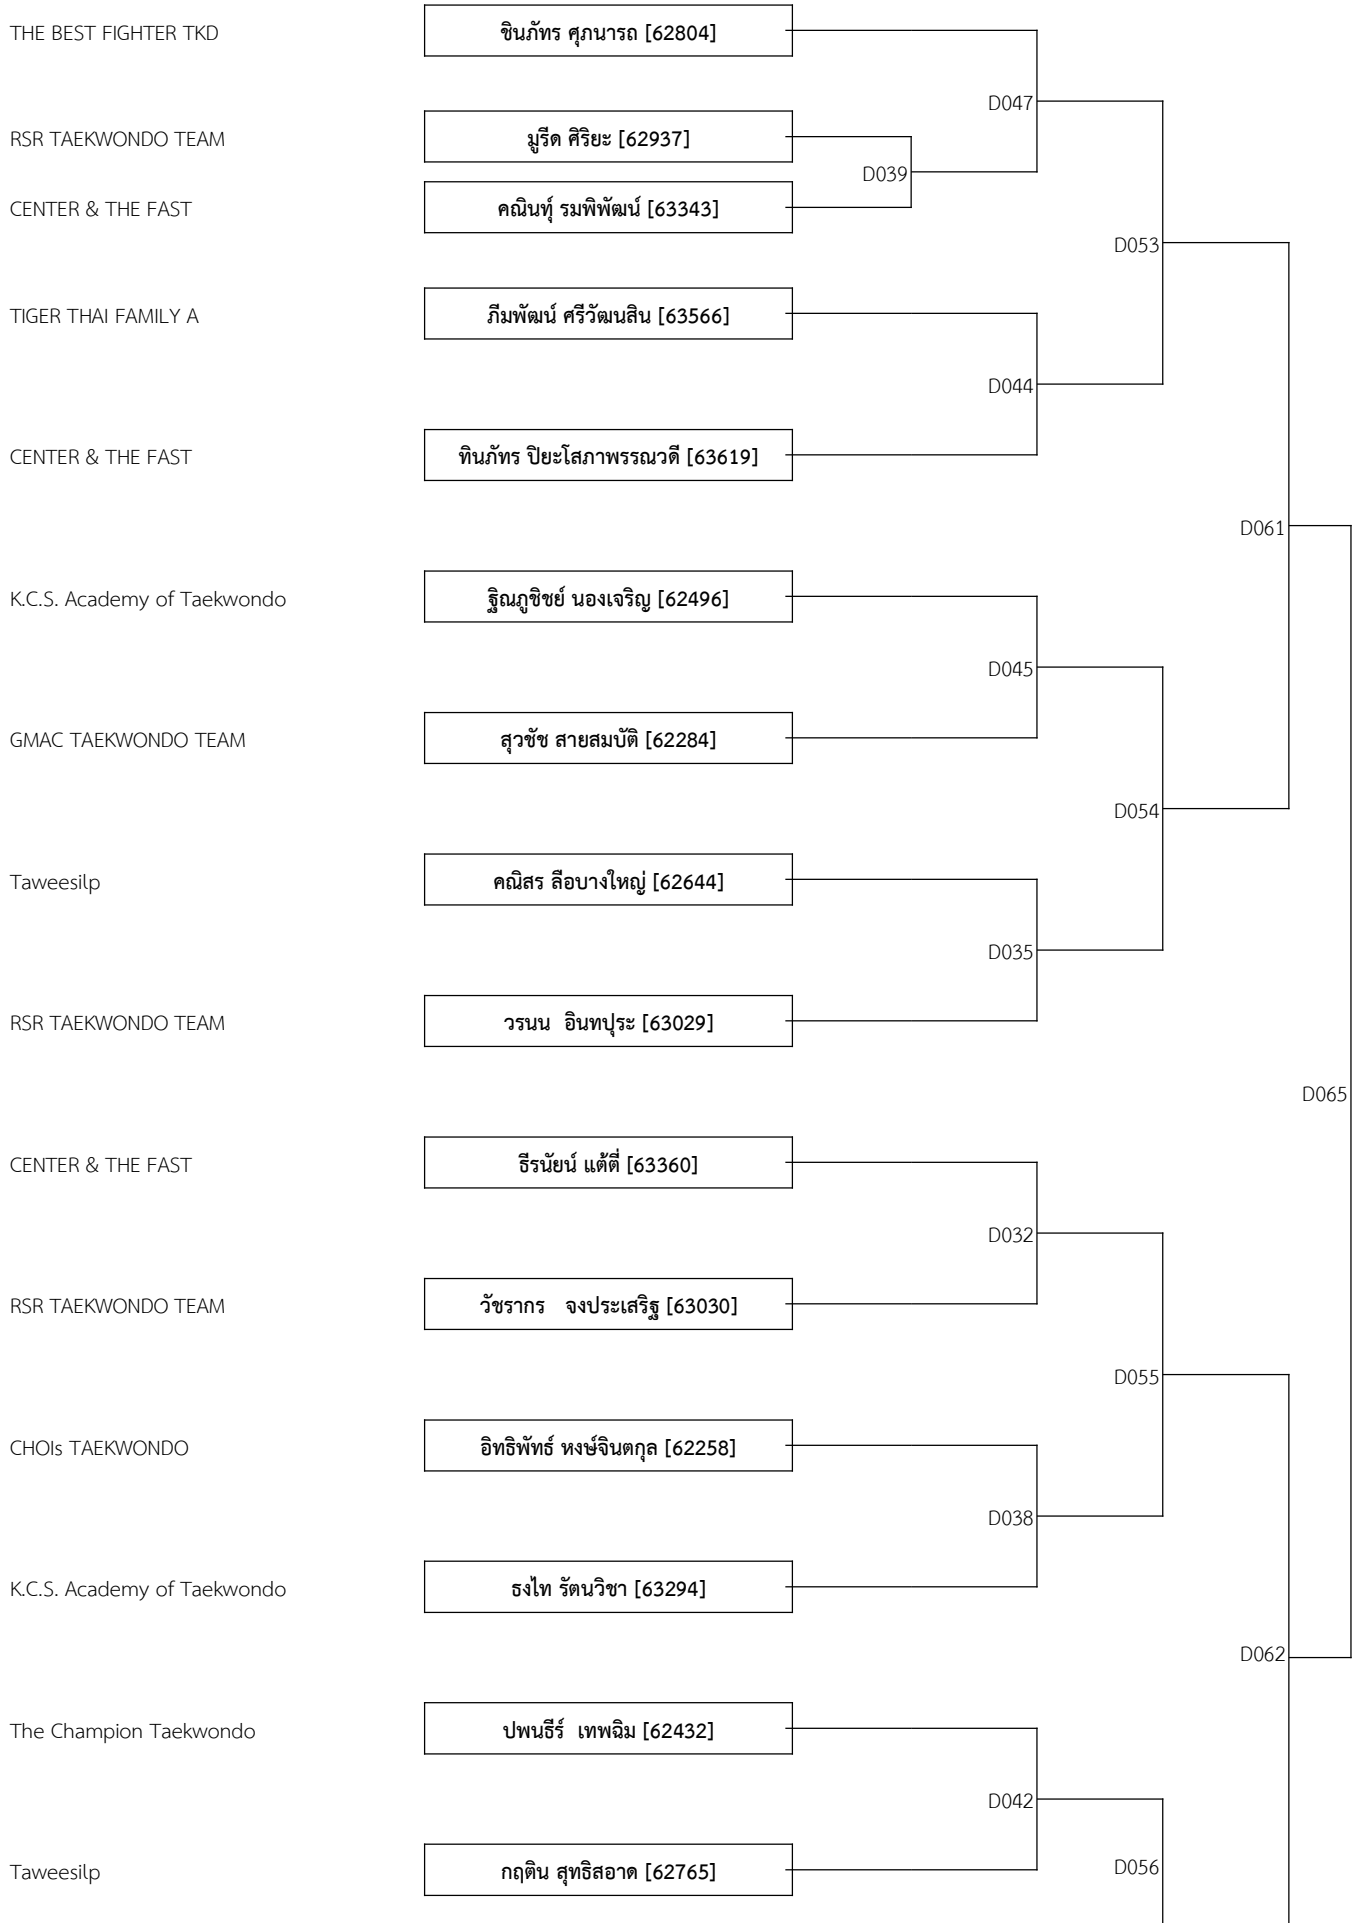 THE BEST FIGHTER TKD ชินภัทร ศุภนารถ [62804]
D047
RSR TAEKWONDO TEAM มูรีด ศิริยะ [62937]
D039
CENTER & THE FAST คณินทุ์ รมพิพัฒน์ [63343]
D053
TIGER THAI FAMILY A ภีมพัฒน์ ศรีวัฒนสิน [63566]
D044
CENTER & THE FAST ทินภัทร ปิยะโสภาพรรณวดี [63619]
D061
K.C.S. Academy of Taekwondo ฐิณภูชิชย์ นองเจริญ [62496]
D045
GMAC TAEKWONDO TEAM สุวชัช สายสมบัติ [62284]
D054
Taweesilp คณิสร ลือบางใหญ่ [62644]
D035
RSR TAEKWONDO TEAM วรนน อินทปุระ [63029]
D065
CENTER & THE FAST ธีรนัยน์ แต้ตี่ [63360]
D032
RSR TAEKWONDO TEAM วัชรากร จงประเสริฐ [63030]
D055
CHOIs TAEKWONDO อิทธิพัทธ์ หงษ์จินตกุล [62258]
D038
K.C.S. Academy of Taekwondo ธงไท รัตนวิชา [63294]
D062
The Champion Taekwondo ปพนธีร์ เทพฉิม [62432]
D042
Taweesilp กฤติน สุทธิสอาด [62765]
D056